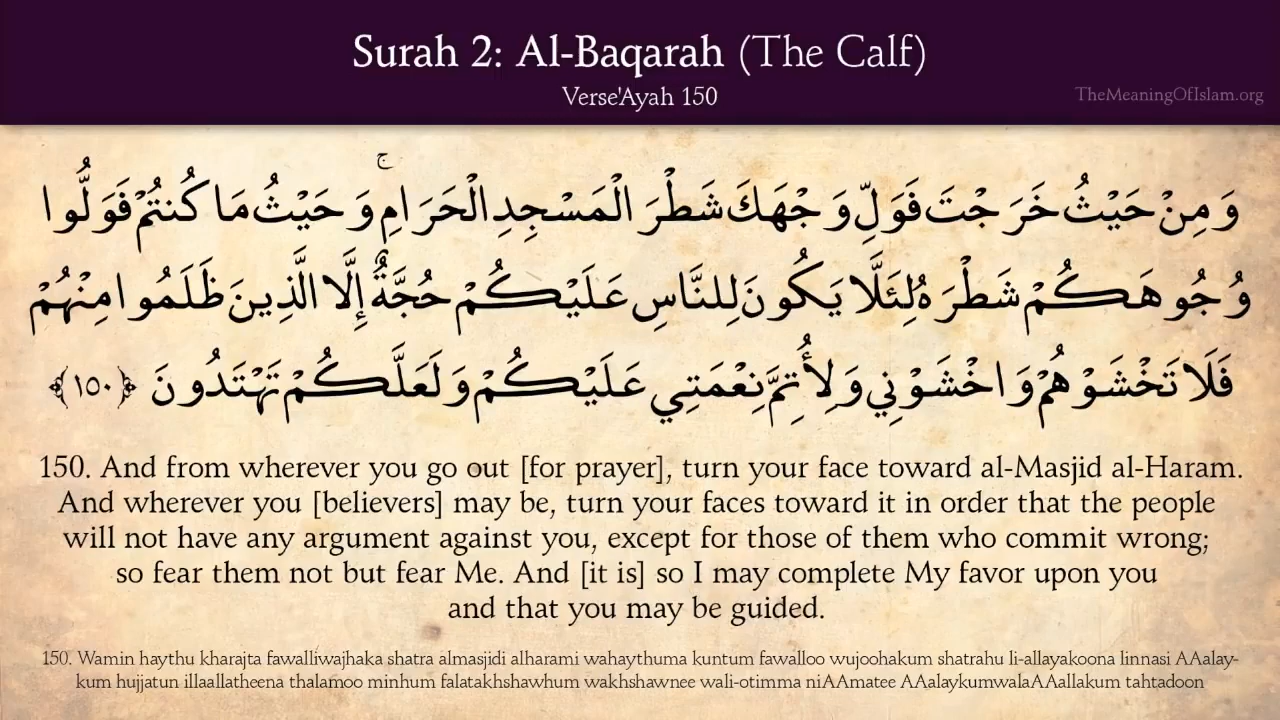 Surah 2: Al-Baqarah (The Calf)
Verse'Ayah 150
TheMeaningOfIslam.org
وَمِنْ حَيْثُ خَرَجْتَ فَوَلِّ وَجْهَكَ شَطْرَ الْمَسْجِدِ الْحَرَامِ ۚ وَحَيْثُ مَا كُنتُمْ فَوَلُّوا
وُجُوهَكُمْ شَطْرَهُ لِئَلَّا يَكُونَ لِلنَّاسِ عَلَيْكُمْ حُجَّةٌ إِلَّا الَّذِينَ ظَلَمُوا مِنْهُمْ
فَلَا تَخْشَوْهُمْ وَاخْشَوْنِي وَلِأُتِمَّ نِعْمَتِي عَلَيْكُمْ وَلَعَلَّكُمْ تَهْتَدُونَ ﴿١٥٠﴾
150. And from wherever you go out [for prayer], turn your face toward al-Masjid al-Haram.
And wherever you [believers] may be, turn your faces toward it in order that the people
will not have any argument against you, except for those of them who commit wrong;
so fear them not but fear Me. And [it is] so I may complete My favor upon you
and that you may be guided.
150. Wamin haythu kharajta fawalliwajhaka shatra almasjidi alharami wahaythuma kuntum fawalloo wujoohakum shatrahu li-allayakoona linnasi AAalay-
kum hujjatun illaallatheena thalamoo minhum falatakhshawhum wakhshawnee wali-otimma niAAmatee AAalaykumwalaAAallakum tahtadoon